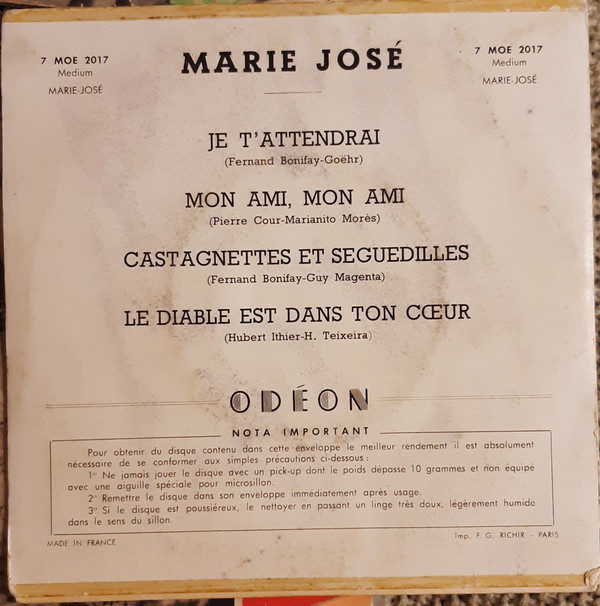 7 MOE 2017
Medium
MARIE-JOSÉ
MARIE JOSÉ
7 MOE 2017
Medium
MARIE-JOSÉ
JE T'ATTENDRAI
(Fernand Bonifay-Goëhr)
MON AMI, MON AMI
(Pierre Cour-Marianito Morès)
CASTAGNETTES ET SEGUEDILLES
(Fernand Bonifay-Guy Magenta)
LE DIABLE EST DANS TON CŒUR
(Hubert Ithier-H. Teixeira)
ODÉON
NOTA IMPORTANT
Pour obtenir du disque contenu dans cette enveloppe le meilleur rendement il est absolument
nécessaire de se conformer aux simples précautions ci-dessous :
1° Ne jamais jouer le disque avec un pick-up dont le poids dépasse 10 grammes et non équipé
avec une aiguille spéciale pour microsillon.
2° Remettre le disque dans son enveloppe immédiatement après usage.
3° Si le disque est poussiéreux, le nettoyer en passant un linge très doux, légèrement humide
dans le sens du sillon.
MADE IN FRANCE
Imp. F. G. RICHIR - PARIS